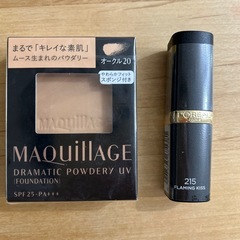 まるで「キレイな素肌」
ムース生まれのパウダリー
オークル20
やわらかフィット
スポンジ付き
MAQuillAGE
DRAMATIC POWDERY UV
(FOUNDATION)
SPF25・PA+++
L'ORÉAL
215
FLAMING KISS